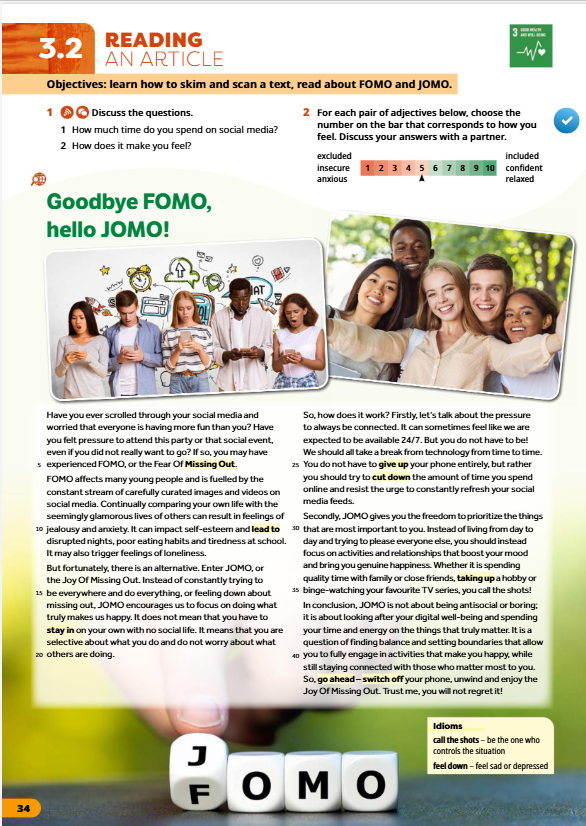 3.2 READING
AN ARTICLE
3 GOOD HEALTH
AND WELL-BEING
Objectives: learn how to skim and scan a text, read about FOMO and JOMO.
1 Discuss the questions.
1 How much time do you spend on social media?
2 How does it make you feel?
2 For each pair of adjectives below, choose the
number on the bar that corresponds to how you
feel. Discuss your answers with a partner.
excluded included
insecure 1 2 3 4 5 6 7 8 9 10 confident
anxious relaxed
Goodbye FOMO,
hello JOMO!
Have you ever scrolled through your social media and
worried that everyone is having more fun than you? Have
you felt pressure to attend this party or that social event,
even if you did not really want to go? If so, you may have
5 experienced FOMO, or the Fear Of Missing Out.
FOMO affects many young people and is fuelled by the
constant stream of carefully curated images and videos on
social media. Continually comparing your own life with the
seemingly glamorous lives of others can result in feelings of
10 jealousy and anxiety. It can impact self-esteem and lead to
disrupted nights, poor eating habits and tiredness at school.
It may also trigger feelings of loneliness.
But fortunately, there is an alternative. Enter JOMO, or
the Joy Of Missing Out. Instead of constantly trying to
15 be everywhere and do everything, or feeling down about
missing out, JOMO encourages us to focus on doing what
truly makes us happy. It does not mean that you have to
stay in on your own with no social life. It means that you are
selective about what you do and do not worry about what
20 others are doing.
So, how does it work? Firstly, let's talk about the pressure
to always be connected. It can sometimes feel like we are
expected to be available 24/7. But you do not have to be!
We should all take a break from technology from time to time.
25 You do not have to give up your phone entirely, but rather
you should try to cut down the amount of time you spend
online and resist the urge to constantly refresh your social
media feeds.
Secondly, JOMO gives you the freedom to prioritize the things
30 that are most important to you. Instead of living from day to
day and trying to please everyone else, you should instead
focus on activities and relationships that boost your mood
and bring you genuine happiness. Whether it is spending
quality time with family or close friends, taking up a hobby or
35 binge-watching your favourite TV series, you call the shots!
In conclusion, JOMO is not about being antisocial or boring;
it is about looking after your digital well-being and spending
your time and energy on the things that truly matter. It is a
question of finding balance and setting boundaries that allow
40 you to fully engage in activities that make you happy, while
still staying connected with those who matter most to you.
So, go ahead – switch off your phone, unwind and enjoy the
Joy Of Missing Out. Trust me, you will not regret it!
Idioms
call the shots – be the one who
controls the situation
feel down – feel sad or depressed
J
F O M O
34